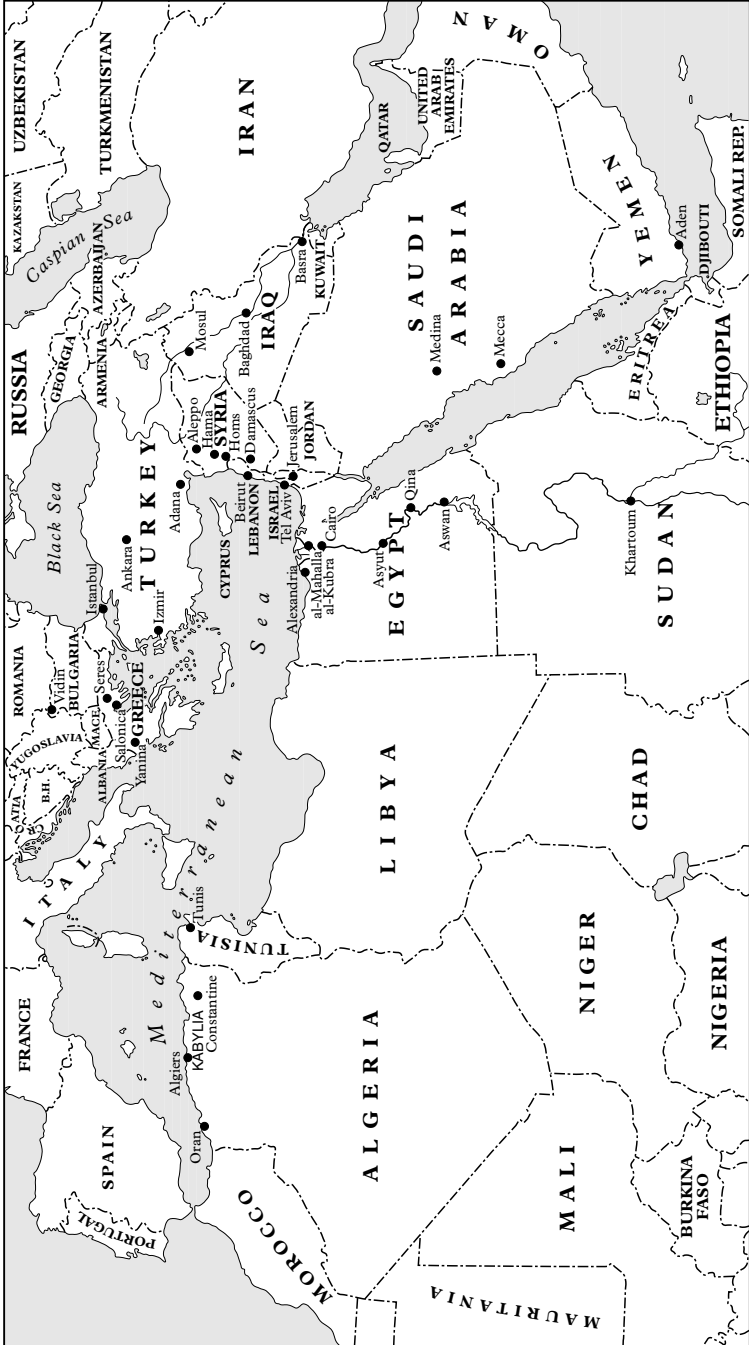 FRANCE
SPAIN
PORTUGAL
ITALY
CROATIA
B.H.
YUGOSLAVIA
ROMANIA
Vidin
BULGARIA
ALBANIA
MACE.
Seres
Salonica
GREECE
Yanina
RUSSIA
Black Sea
GEORGIA
ARMENIA
AZERBAIJAN
Caspian Sea
KAZAKSTAN
UZBEKISTAN
TURKMENISTAN
Istanbul
Ankara
TURKEY
Izmir
Adana
CYPRUS
Mediterranean Sea
Aleppo
Hama
SYRIA
Homs
Damascus
Beirut
LEBANON
ISRAEL
Tel Aviv
Jerusalem
JORDAN
Mosul
Baghdad
IRAQ
Basra
KUWAIT
IRAN
QATAR
UNITED
ARAB
EMIRATES
OMAN
SAUDI
ARABIA
Medina
Mecca
YEMEN
Aden
DJIBOUTI
SOMALI REP.
ERITREA
ETHIOPIA
MOROCCO
Oran
Algiers
KABYLIA
Constantine
ALGERIA
Tunis
TUNISIA
LIBYA
Alexandria
al-Mahalla
al-Kubra
Cairo
Asyut
EGYPT
Qina
Aswan
Khartoum
SUDAN
MAURITANIA
MALI
BURKINA
FASO
NIGER
NIGERIA
CHAD